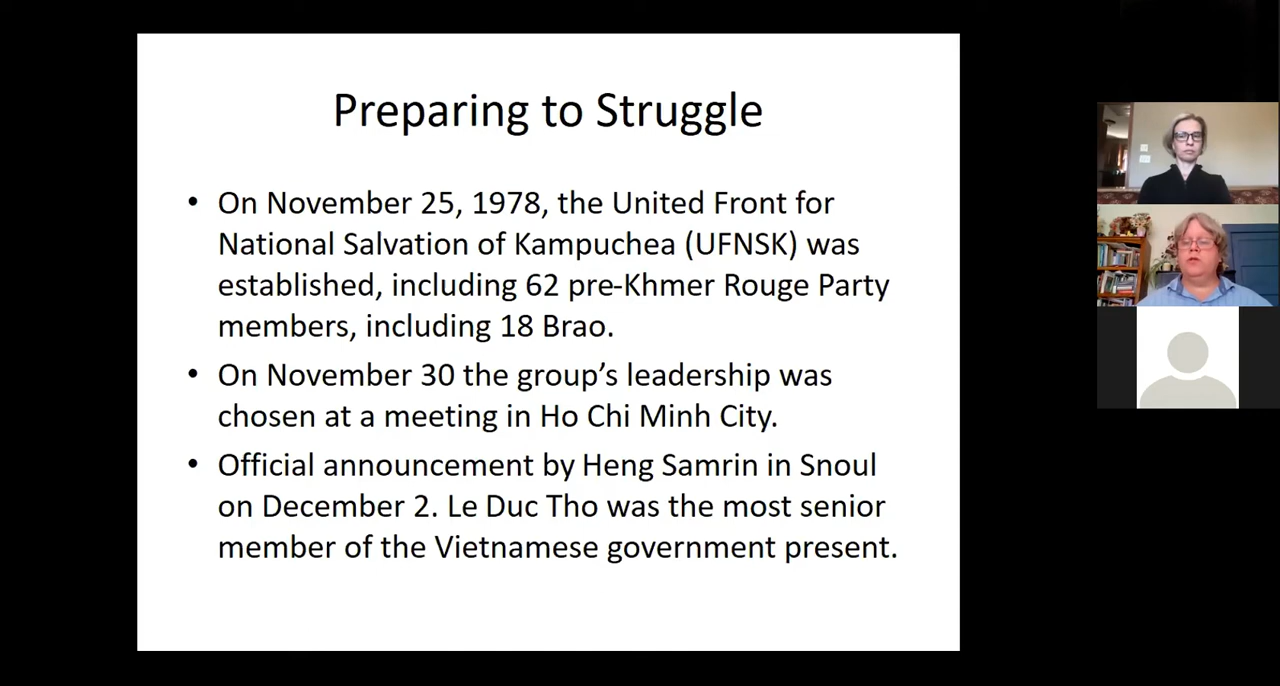 Preparing to Struggle
• On November 25, 1978, the United Front for
National Salvation of Kampuchea (UFNSK) was
established, including 62 pre-Khmer Rouge Party
members, including 18 Brao.
• On November 30 the group’s leadership was
chosen at a meeting in Ho Chi Minh City.
• Official announcement by Heng Samrin in Snoul
on December 2. Le Duc Tho was the most senior
member of the Vietnamese government present.